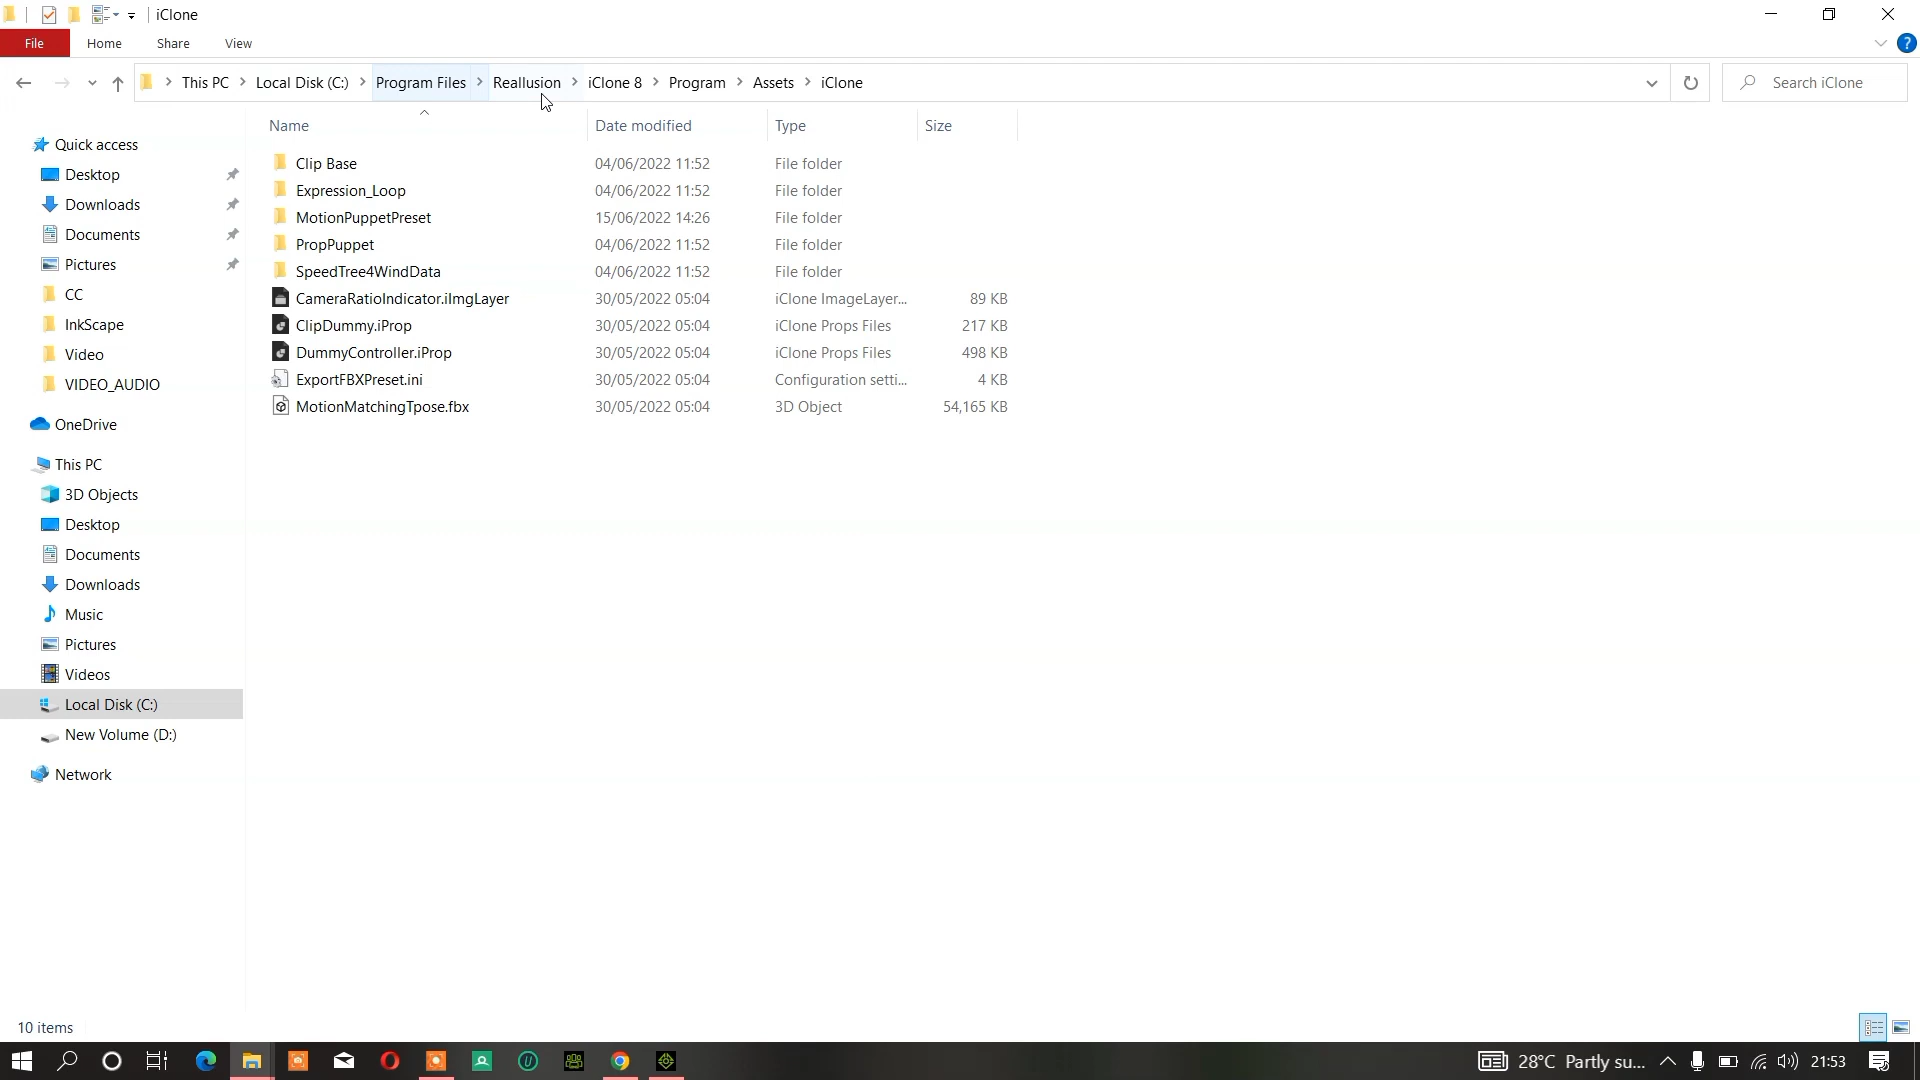 iClone
File Home Share View
This PC Local Disk (C:) Program Files Reallusion iClone 8 Program Assets iClone
Search iClone
Name Date modified Type Size
Clip Base 04/06/2022 11:52 File folder
Expression_Loop 04/06/2022 11:52 File folder
MotionPuppetPreset 15/06/2022 14:26 File folder
PropPuppet 04/06/2022 11:52 File folder
SpeedTree4WindData 04/06/2022 11:52 File folder
CameraRatioIndicator.iImgLayer 30/05/2022 05:04 iClone ImageLayer... 89 KB
ClipDummy.iProp 30/05/2022 05:04 iClone Props Files 217 KB
DummyController.iProp 30/05/2022 05:04 iClone Props Files 498 KB
ExportFBXPreset.ini 30/05/2022 05:04 Configuration setti... 4 KB
MotionMatchingTpose.fbx 30/05/2022 05:04 3D Object 54,165 KB
Quick access
Desktop
Downloads
Documents
Pictures
CC
InkScape
Video
VIDEO_AUDIO
OneDrive
This PC
3D Objects
Desktop
Documents
Downloads
Music
Pictures
Videos
Local Disk (C:)
New Volume (D:)
Network
10 items
28°C Partly su... 21:53